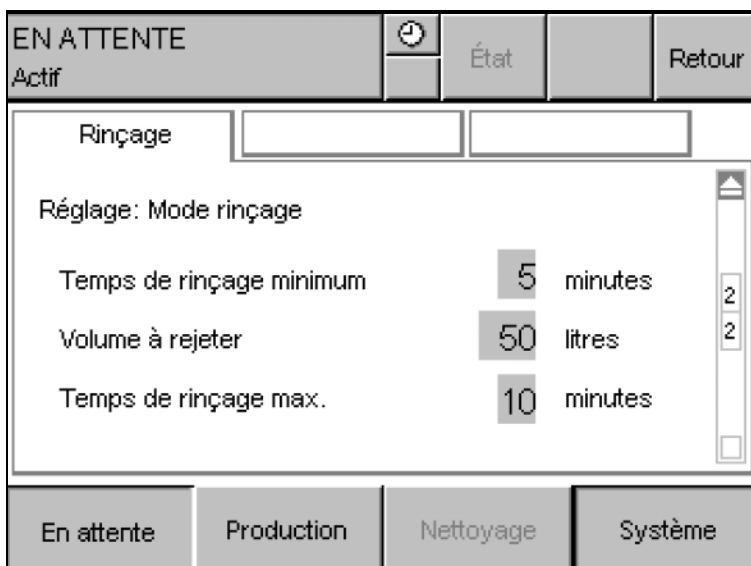 EN ATTENTE
Actif
État
Retour
Rinçage
Réglage: Mode rinçage
Temps de rinçage minimum 5 minutes
Volume à rejeter 50 litres
Temps de rinçage max. 10 minutes
2
2
En attente
Production
Nettoyage
Système